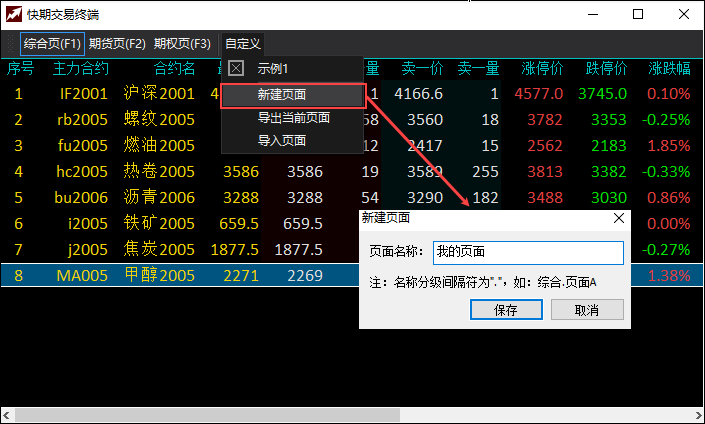 快期交易终端
综合页(F1) 期货页(F2) 期权页(F3) 自定义
序号 主力合约 合约名 量 卖一价 卖一量 涨停价 跌停价 涨跌幅
示例1
新建页面
导出当前页面
导入页面
1 IF2001 沪深2001 4 1 4166.6 1 4577.0 3745.0 0.10%
2 rb2005 螺纹2005 58 3560 18 3782 3353 -0.25%
3 fu2005 燃油2005 12 2417 15 2562 2183 1.85%
4 hc2005 热卷2005 3586 3586 19 3589 255 3813 3382 -0.33%
5 bu2006 沥青2006 3288 3288 54 3290 182 3488 3030 0.86%
6 i2005 铁矿2005 659.5 659.5 0.00%
7 j2005 焦炭2005 1877.5 1877.5 -0.27%
8 MA005 甲醇2005 2271 2269 1.38%
新建页面
页面名称： 我的页面
注：名称分级间隔符为"."，如：综合.页面A
保存 取消